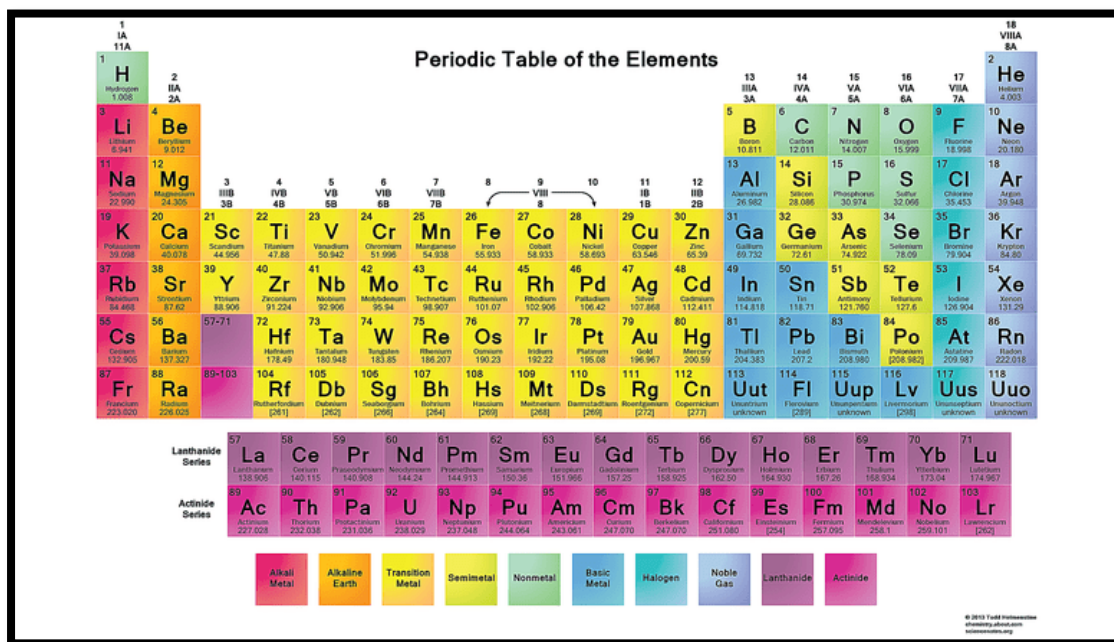 Periodic Table of the Elements
1 18
IA VIIIA
11A 8A
1 2
H He
Hydrogen Helium
1.008 4.003
2 13 14 15 16 17
IIA IIIA IVA VA VIA VIIA
2A 3A 4A 5A 6A 7A
3 4 5 6 7 8 9 10
Li Be B C N O F Ne
Lithium Beryllium Boron Carbon Nitrogen Oxygen Fluorine Neon
6.941 9.012 10.811 12.011 14.007 15.999 18.998 20.180
11 12 13 14 15 16 17 18
Na Mg Al Si P S Cl Ar
Sodium Magnesium Aluminum Silicon Phosphorus Sulfur Chlorine Argon
22.990 24.305 26.982 28.086 30.974 32.066 35.453 39.948
3 4 5 6 7 8 9 10 11 12
IIIB IVB VB VIB VIIB VIII IB IIB
3B 4B 5B 6B 7B 8 1B 2B
19 20 21 22 23 24 25 26 27 28 29 30 31 32 33 34 35 36
K Ca Sc Ti V Cr Mn Fe Co Ni Cu Zn Ga Ge As Se Br Kr
Potassium Calcium Scandium Titanium Vanadium Chromium Manganese Iron Cobalt Nickel Copper Zinc Gallium Germanium Arsenic Selenium Bromine Krypton
39.098 40.078 44.956 47.88 50.942 51.996 54.938 55.933 58.933 58.693 63.546 65.39 69.732 72.61 74.922 78.09 79.904 84.80
37 38 39 40 41 42 43 44 45 46 47 48 49 50 51 52 53 54
Rb Sr Y Zr Nb Mo Tc Ru Rh Pd Ag Cd In Sn Sb Te I Xe
Rubidium Strontium Yttrium Zirconium Niobium Molybdenum Technetium Ruthenium Rhodium Palladium Silver Cadmium Indium Tin Antimony Tellurium Iodine Xenon
84.468 87.62 88.906 91.224 92.906 95.94 98.907 101.07 102.906 106.42 107.868 112.411 114.818 118.71 121.760 127.6 126.904 131.29
55 56 57-71 72 73 74 75 76 77 78 79 80 81 82 83 84 85 86
Cs Ba Hf Ta W Re Os Ir Pt Au Hg Tl Pb Bi Po At Rn
Cesium Barium Hafnium Tantalum Tungsten Rhenium Osmium Iridium Platinum Gold Mercury Thallium Lead Bismuth Polonium Astatine Radon
132.905 137.327 178.49 180.948 183.85 186.207 190.23 192.22 195.08 196.967 200.59 204.383 207.2 208.980 [208.982] 209.987 222.018
87 88 89-103 104 105 106 107 108 109 110 111 112 113 114 115 116 117 118
Fr Ra Rf Db Sg Bh Hs Mt Ds Rg Cn Uut Fl Uup Lv Uus Uuo
Francium Radium Rutherfordium Dubnium Seaborgium Bohrium Hassium Meitnerium Darmstadtium Roentgenium Copernicium Ununtrium Flerovium Ununpentium Livermorium Ununseptium Ununoctium
223.020 226.025 [261] [262] [266] [264] [269] [268] [269] [272] [277] unknown [289] unknown [298] unknown unknown
Lanthanide
Series
57 58 59 60 61 62 63 64 65 66 67 68 69 70 71
La Ce Pr Nd Pm Sm Eu Gd Tb Dy Ho Er Tm Yb Lu
Lanthanum Cerium Praseodymium Neodymium Promethium Samarium Europium Gadolinium Terbium Dysprosium Holmium Erbium Thulium Ytterbium Lutetium
138.906 140.115 140.908 144.24 144.913 150.36 151.966 157.25 158.925 162.50 164.930 167.26 168.934 173.04 174.967
Actinide
Series
89 90 91 92 93 94 95 96 97 98 99 100 101 102 103
Ac Th Pa U Np Pu Am Cm Bk Cf Es Fm Md No Lr
Actinium Thorium Protactinium Uranium Neptunium Plutonium Americium Curium Berkelium Californium Einsteinium Fermium Mendelevium Nobelium Lawrencium
227.028 232.038 231.036 238.029 237.048 244.064 243.061 247.070 247.070 251.080 [254] 257.095 258.1 259.101 [262]
Alkali Metal
Alkaline Earth
Transition Metal
Semimetal
Nonmetal
Basic Metal
Halogen
Noble Gas
Lanthanide
Actinide
© 2013 Todd Helmenstine
chemistry.about.com
sciencenotes.org